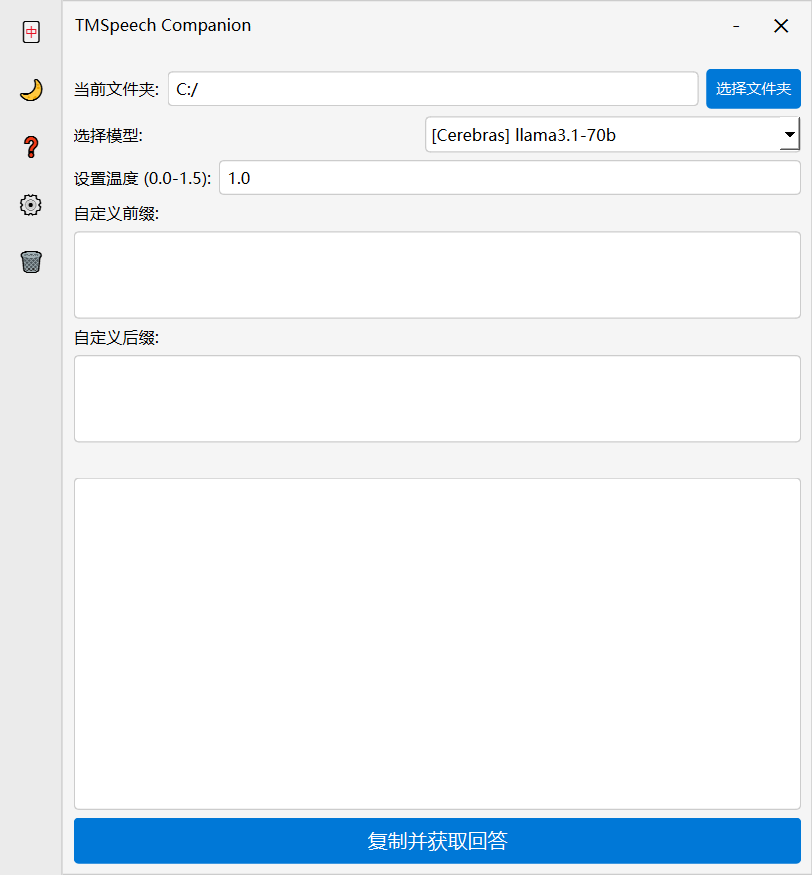 中
TMSpeech Companion
当前文件夹: C:/ 选择文件夹
选择模型: [Cerebras] llama3.1-70b
设置温度 (0.0-1.5): 1.0
自定义前缀:
自定义后缀:
复制并获取回答